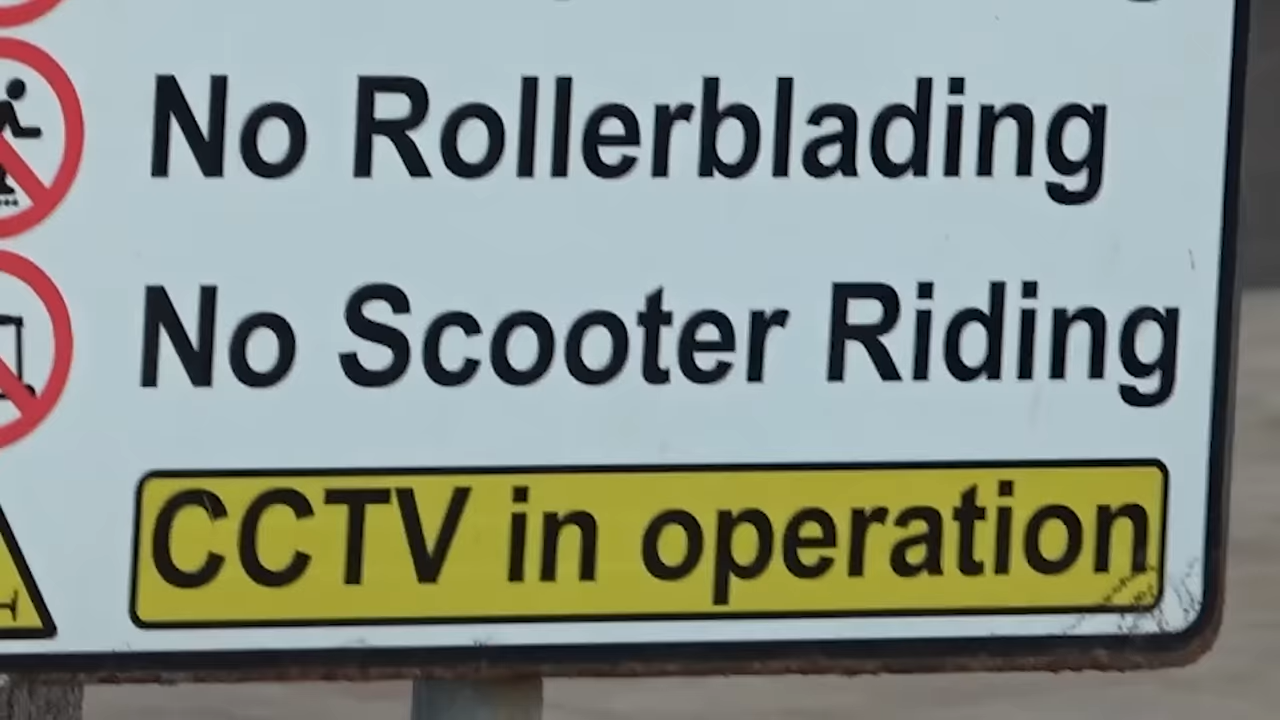 No Rollerblading
No Scooter Riding
CCTV in operation